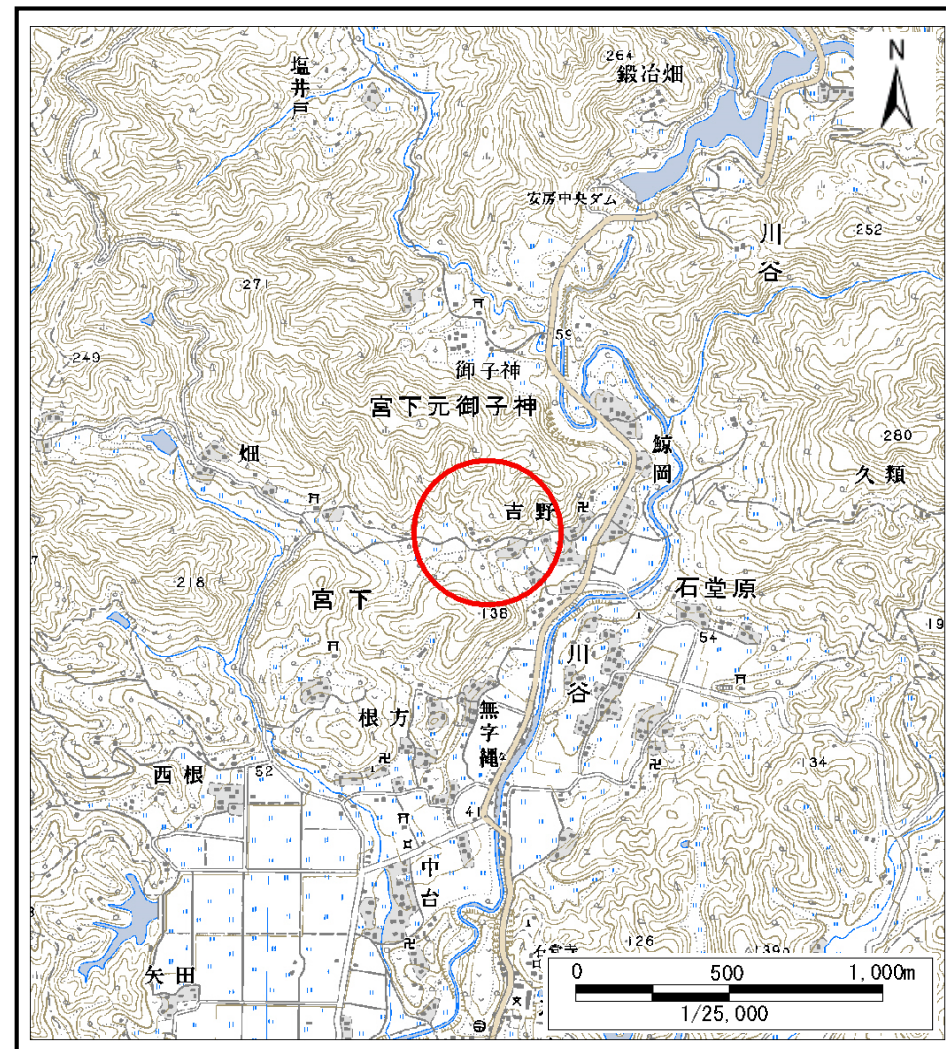 塩井戸
264
鍛冶畑
N
安房中央ダム
川谷
252
271
59
249
御子神
宮下元御子神
鯨岡
280
畑
久類
吉野
218
宮下
138
石堂原
54
川谷
根方
無字縄
134
西根
52
41
中台
126
矢田
0 500 1,000m
1/25,000